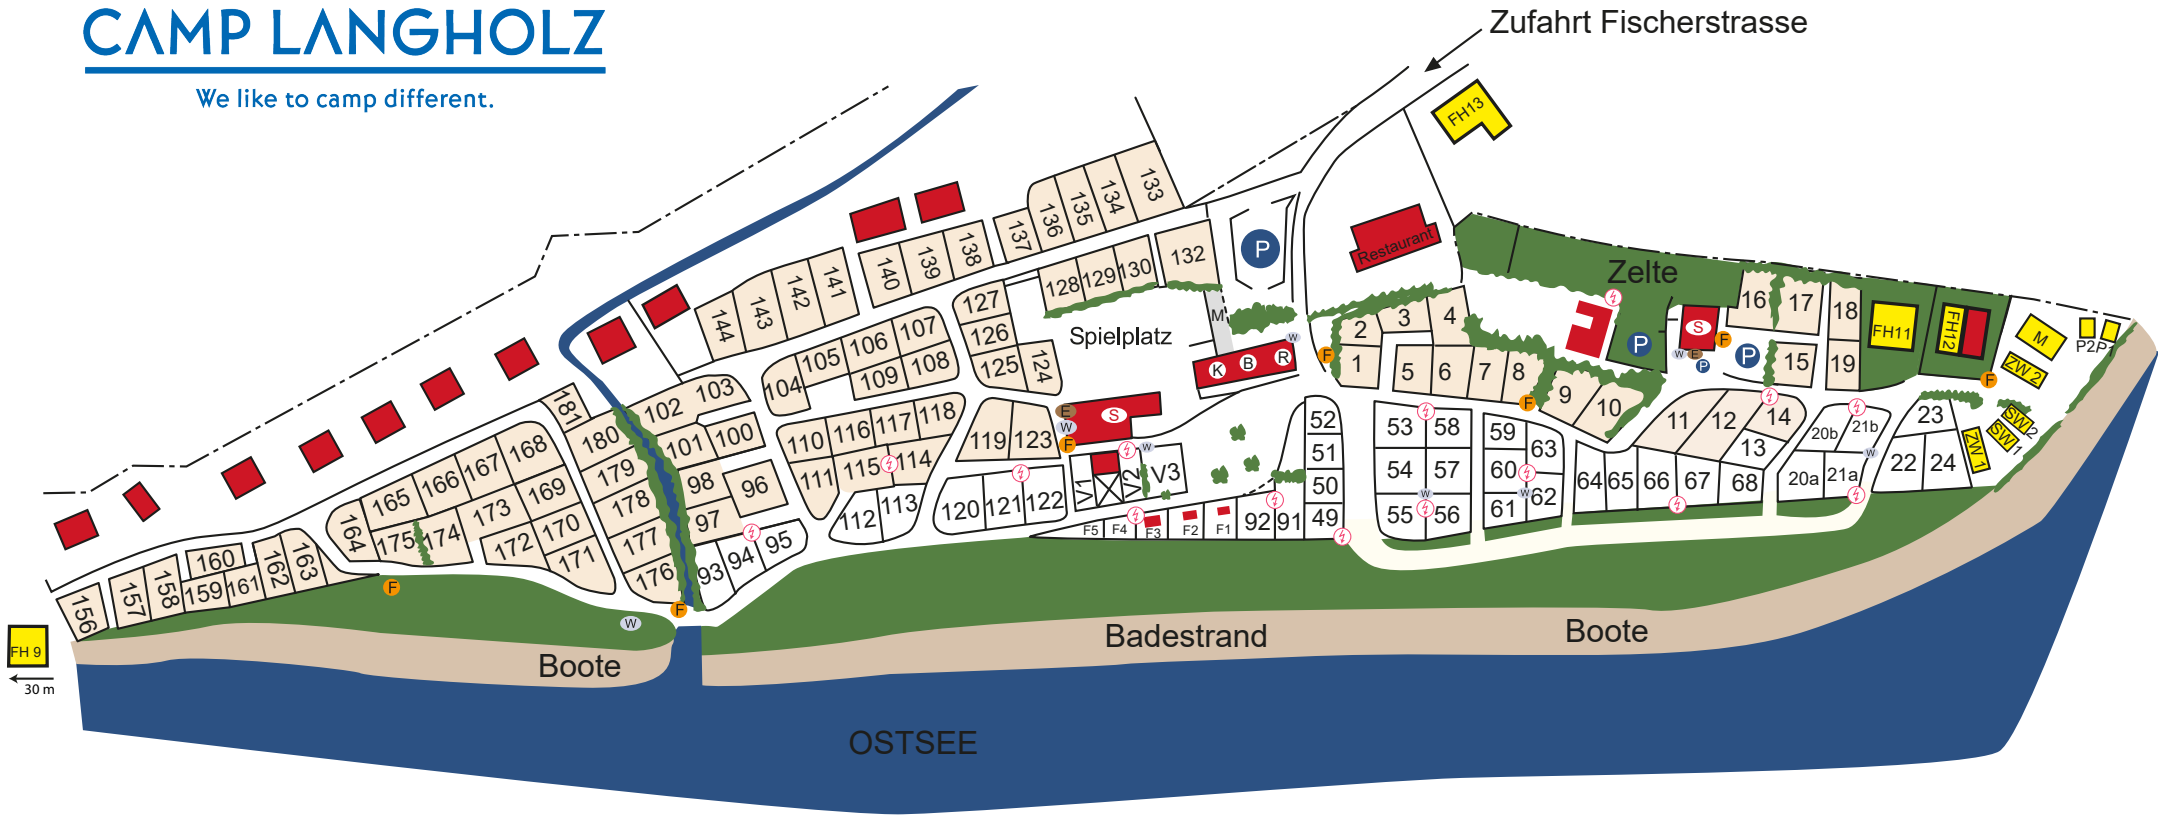 CAMP LANGHOLZ
We like to camp different.
Zufahrt Fischerstrasse
FH13
Restaurant
Zelte
Spielplatz
Badestrand
Boote
Boote
OSTSEE
FH 9
30 m
133
134
135
136
137
138
139
140
141
142
143
144
132
130
129
128
127
126
125
124
107
106
105
104
108
109
103
102
101
100
98
97
96
95
94
93
181
180
179
178
177
176
168
167
166
165
164
169
170
171
172
173
174
175
163
162
161
160
159
158
157
156
110
116
117
118
111
115
114
112
113
119
123
120
121
122
V1
V2
V3
F5
F4
F3
F2
F1
92
91
52
51
50
49
53
58
54
57
55
56
59
63
60
62
61
64
65
66
67
68
1
2
3
4
5
6
7
8
9
10
11
12
13
14
15
16
17
18
19
20b
21b
20a
21a
22
23
24
FH11
FH12
M
P2
P1
ZW 2
SW 2
SW 1
ZW 1
M
K
B
R
W
P
P
P
P
S
S
E
E
W
W
W
W
W
W
W
F
F
F
F
F
F
F